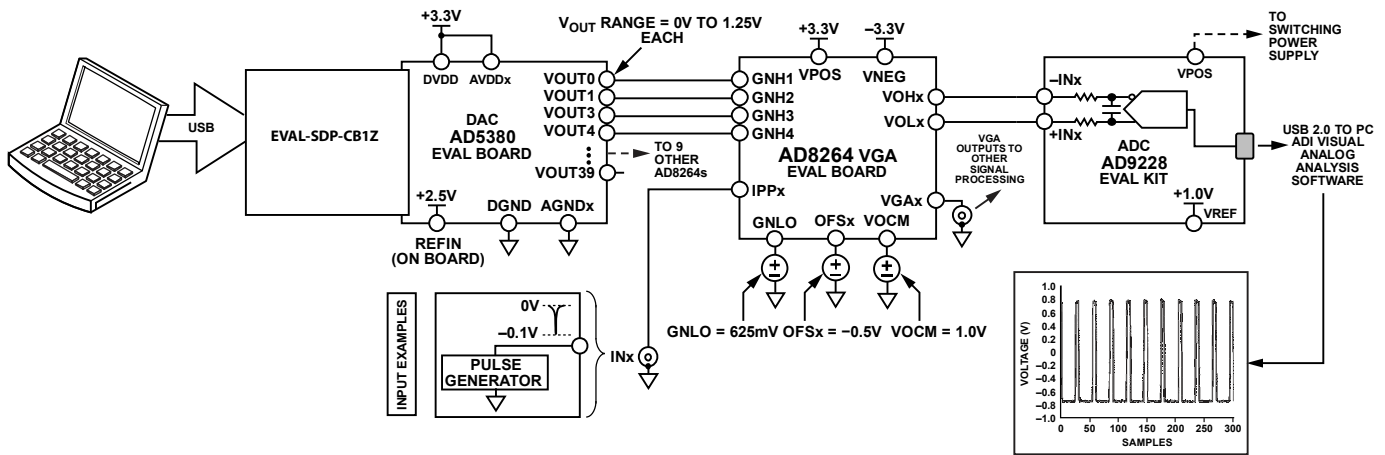 USB
EVAL-SDP-CB1Z
+3.3V
DVDD
AVDDx
DAC
AD5380
EVAL BOARD
VOUT0
VOUT1
VOUT3
VOUT4
VOUT39
+2.5V
REFIN
(ON BOARD)
DGND
AGNDx
VOUT RANGE = 0V TO 1.25V
EACH
TO 9
OTHER
AD8264s
+3.3V
VPOS
−3.3V
VNEG
GNH1
GNH2
GNH3
GNH4
IPPx
AD8264 VGA
EVAL BOARD
VOHx
VOLx
VGAx
GNLO
OFSx
VOCM
GNLO = 625mV
OFSx = −0.5V
VOCM = 1.0V
VGA
OUTPUTS TO
OTHER
SIGNAL
PROCESSING
−INx
+INx
VPOS
TO
SWITCHING
POWER
SUPPLY
ADC
AD9228
EVAL KIT
+1.0V
VREF
USB 2.0 TO PC
ADI VISUAL
ANALOG
ANALYSIS
SOFTWARE
INPUT EXAMPLES
0V
−0.1V
PULSE
GENERATOR
INx
VOLTAGE (V)
1.0
0.8
0.6
0.4
0.2
0
−0.2
−0.4
−0.6
−0.8
−1.0
0 50 100 150 200 250 300
SAMPLES